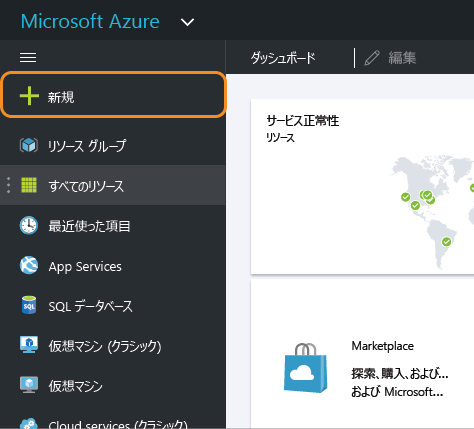 Microsoft Azure
ダッシュボード
編集
新規
リソース グループ
すべてのリソース
最近使った項目
App Services
SQL データベース
仮想マシン (クラシック)
仮想マシン
Cloud services (クラシック)
サービス正常性
リソース
SQL
Marketplace
探索、購入、および...
および Microsoft...